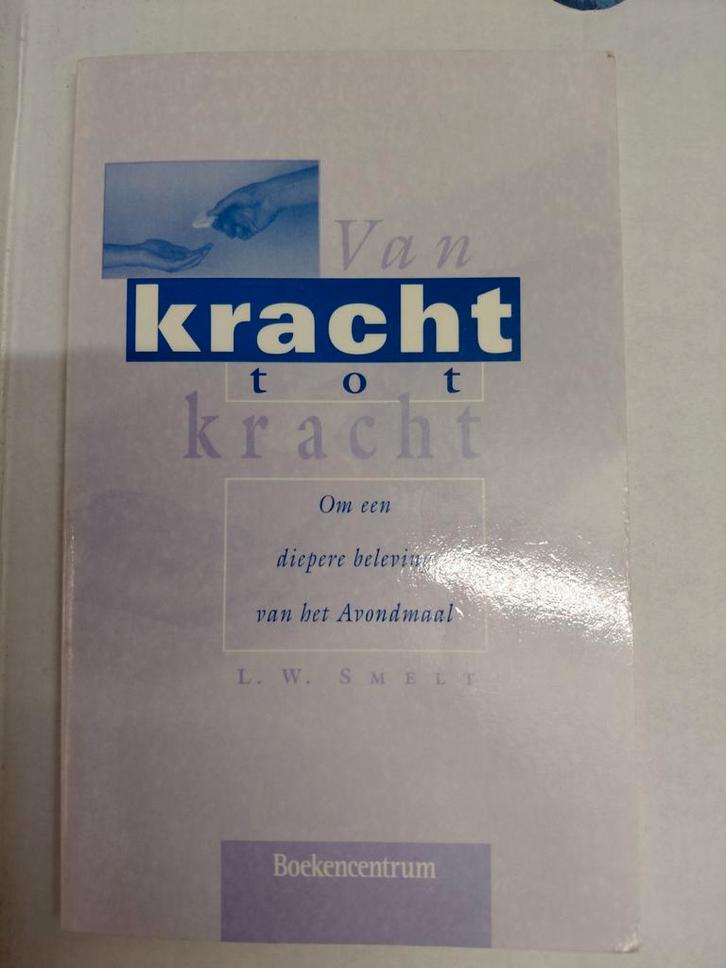 Van
kracht
tot
kracht
Om een
diepere beleving
van het Avondmaal
L. W. SMELT
Boekencentrum